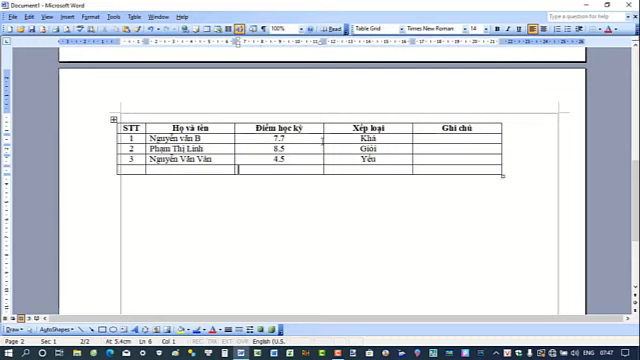 Document1 - Microsoft Word
File Edit View Insert Format Tools Table Window Help
Type a question for help
100% Read Table Grid Times New Roman 14
STT Họ và tên Điểm học kỳ Xếp loại Ghi chú
1 Nguyễn văn B 7.7 Khá
2 Phạm Thị Linh 8.5 Giỏi
3 Nguyễn Văn Vân 4.5 Yếu
Draw AutoShapes
Page 2 Sec 1 2/2 At 5.4cm Ln 6 Col 1 REC TRK EXT OVR English (U.S.
ENG 07:47